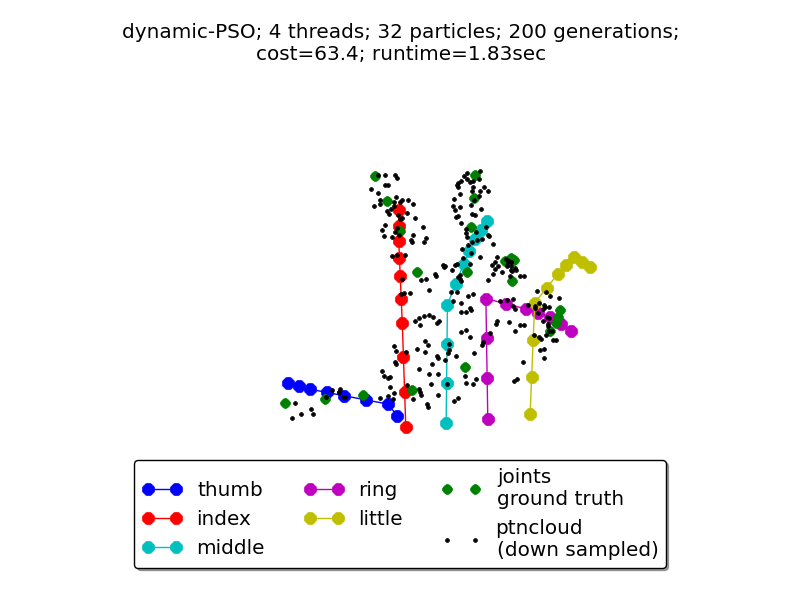 dynamic-PSO; 4 threads; 32 particles; 200 generations;
cost=63.4; runtime=1.83sec
thumb
index
middle
ring
little
joints
ground truth
ptncloud
(down sampled)